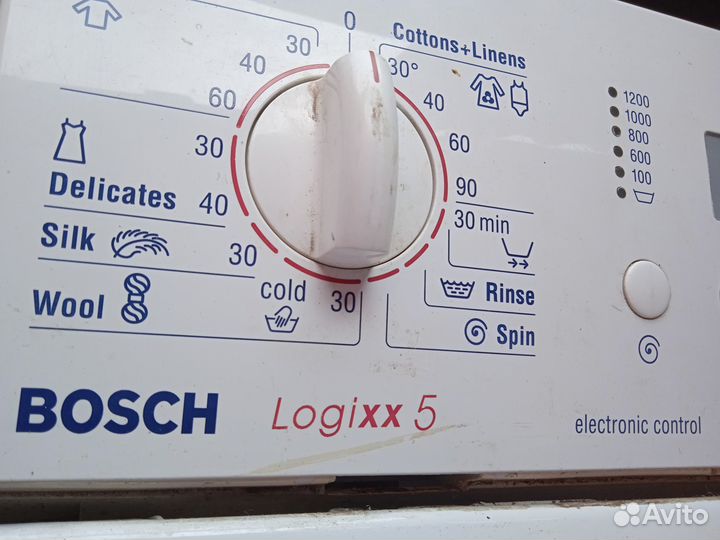 0
Cottons+Linens
30
40
60
30
40
30
cold
30
30°
40
60
90
30 min
Delicates
Silk
Wool
Rinse
Spin
1200
1000
800
600
100
BOSCH
Logixx 5
electronic control
Avito